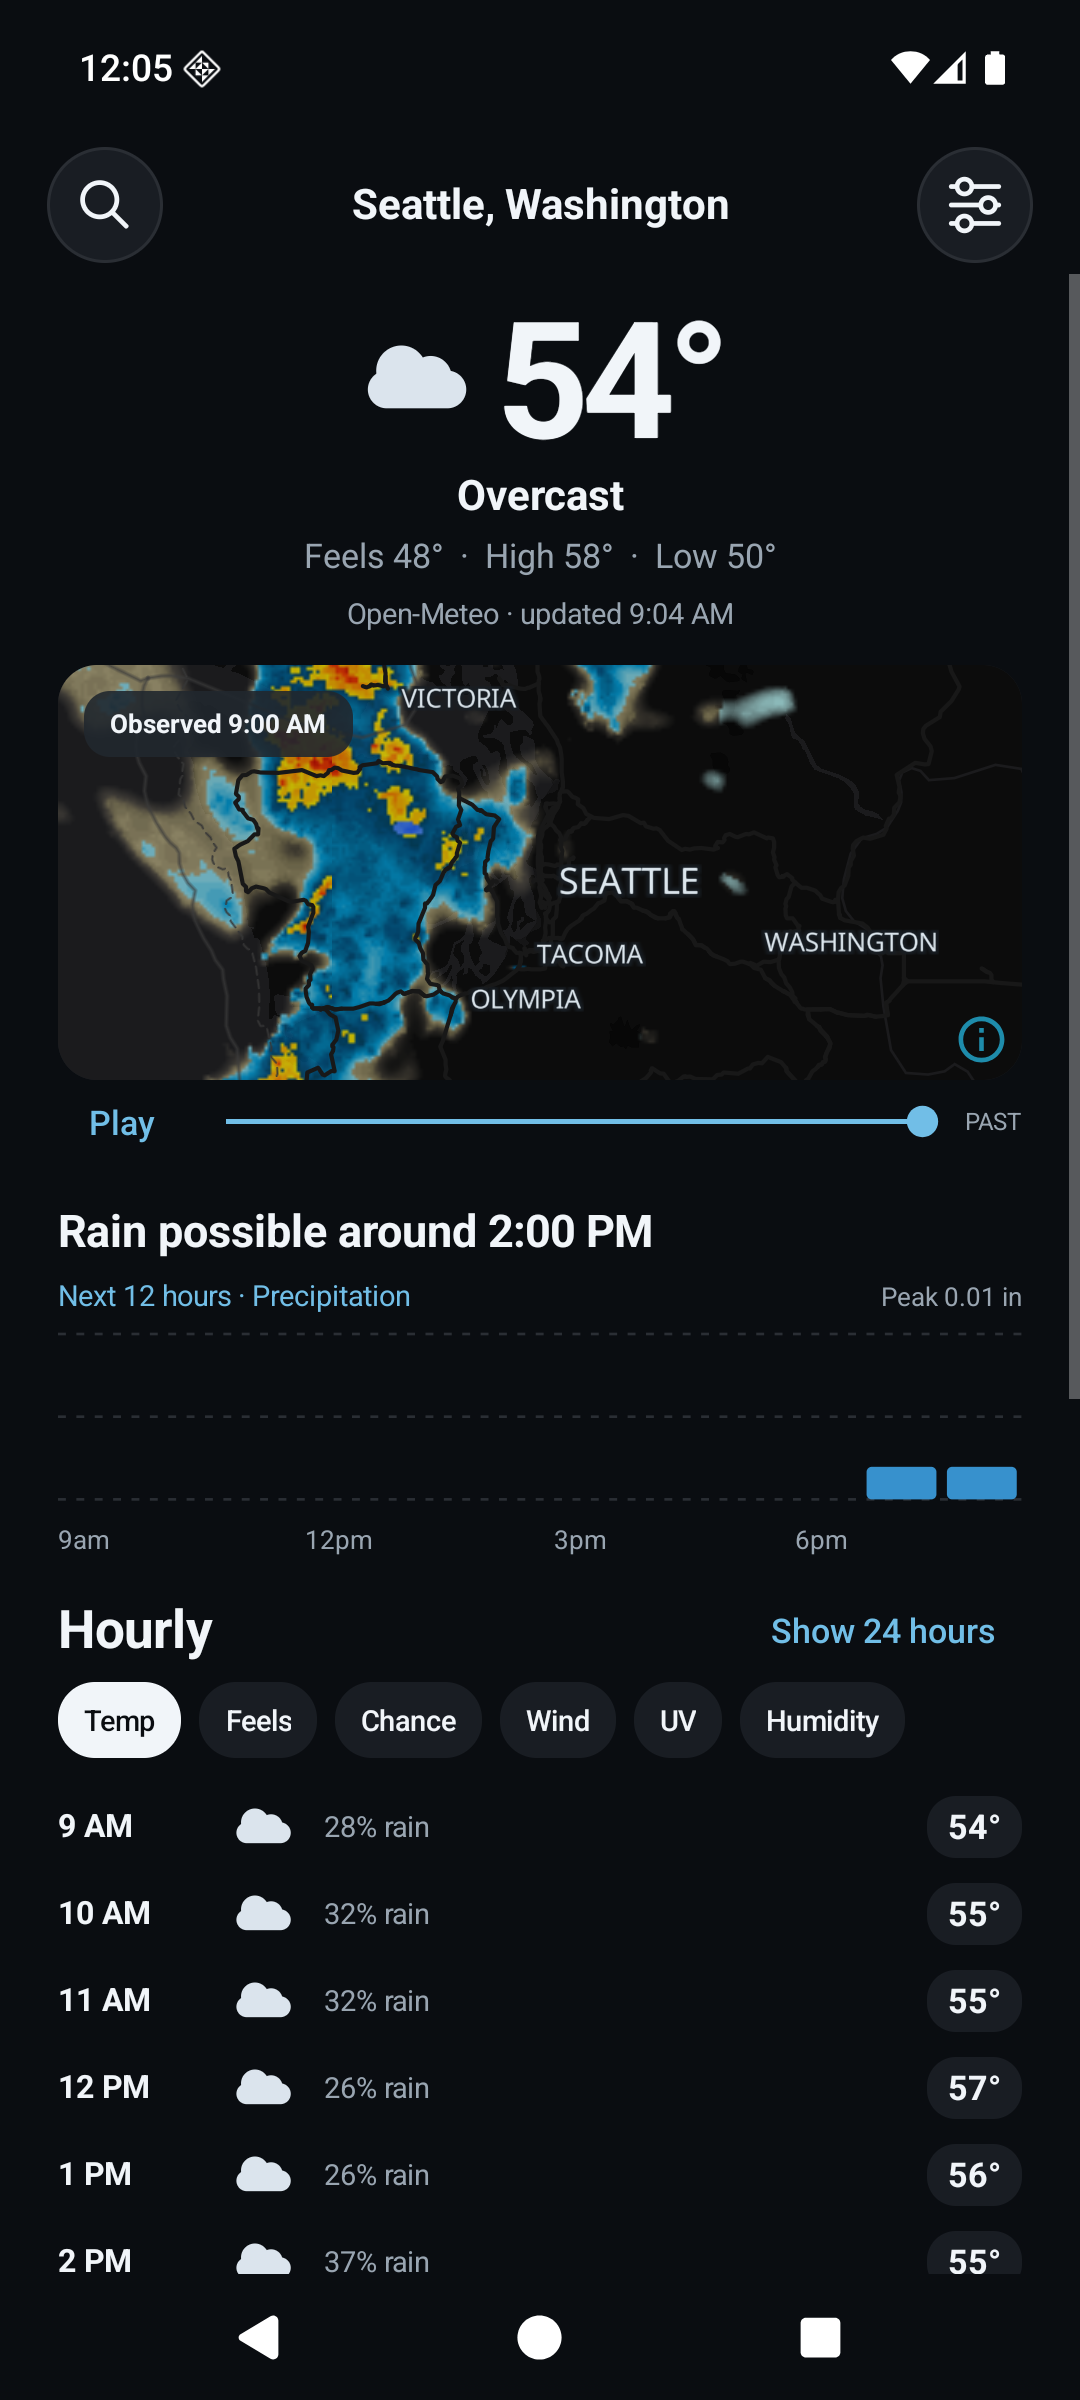 12:05
Seattle, Washington
54°
Overcast
Feels 48° · High 58° · Low 50°
Open-Meteo · updated 9:04 AM
Observed 9:00 AM
VICTORIA
SEATTLE
WASHINGTON
TACOMA
OLYMPIA
Play
PAST
Rain possible around 2:00 PM
Next 12 hours · Precipitation
Peak 0.01 in
9am 12pm 3pm 6pm
Hourly
Show 24 hours
Temp Feels Chance Wind UV Humidity
9 AM 28% rain 54°
10 AM 32% rain 55°
11 AM 32% rain 55°
12 PM 26% rain 57°
1 PM 26% rain 56°
2 PM 37% rain 55°